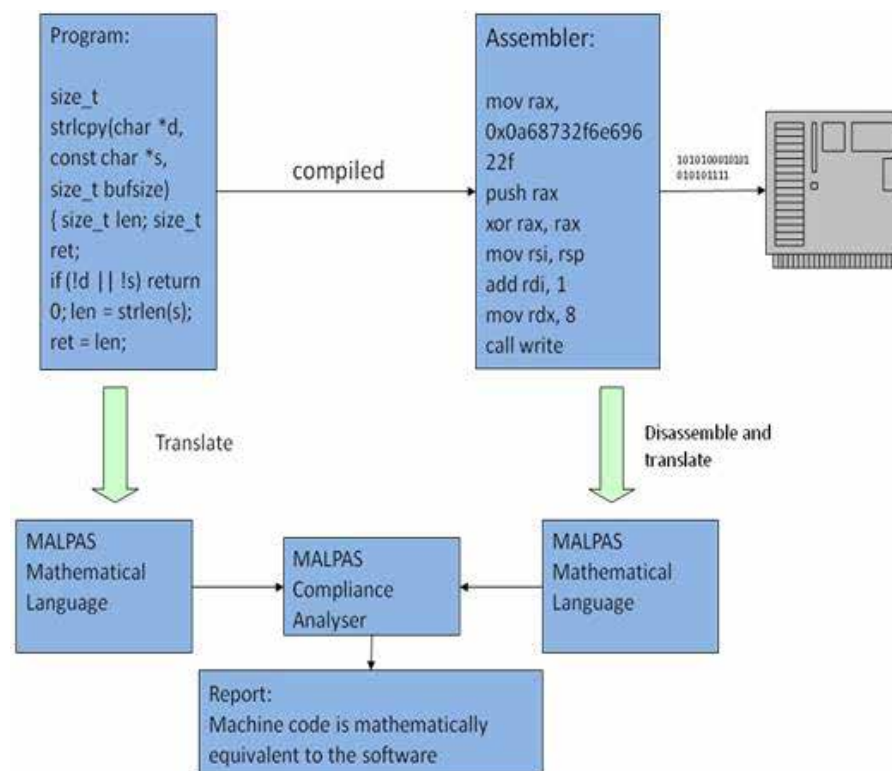 Program:
size_t
strlcpy(char *d,
const char *s,
size_t bufsize)
{ size_t len; size_t
ret;
if (!d || !s) return
0; len = strlen(s);
ret = len;
compiled
Assembler:
mov rax,
0x0a68732f6e696
22f
push rax
xor rax, rax
mov rsi, rsp
add rdi, 1
mov rdx, 8
call write
1010100010101
010101111
Translate
Disassemble and
translate
MALPAS
Mathematical
Language
MALPAS
Compliance
Analyser
MALPAS
Mathematical
Language
Report:
Machine code is mathematically
equivalent to the software